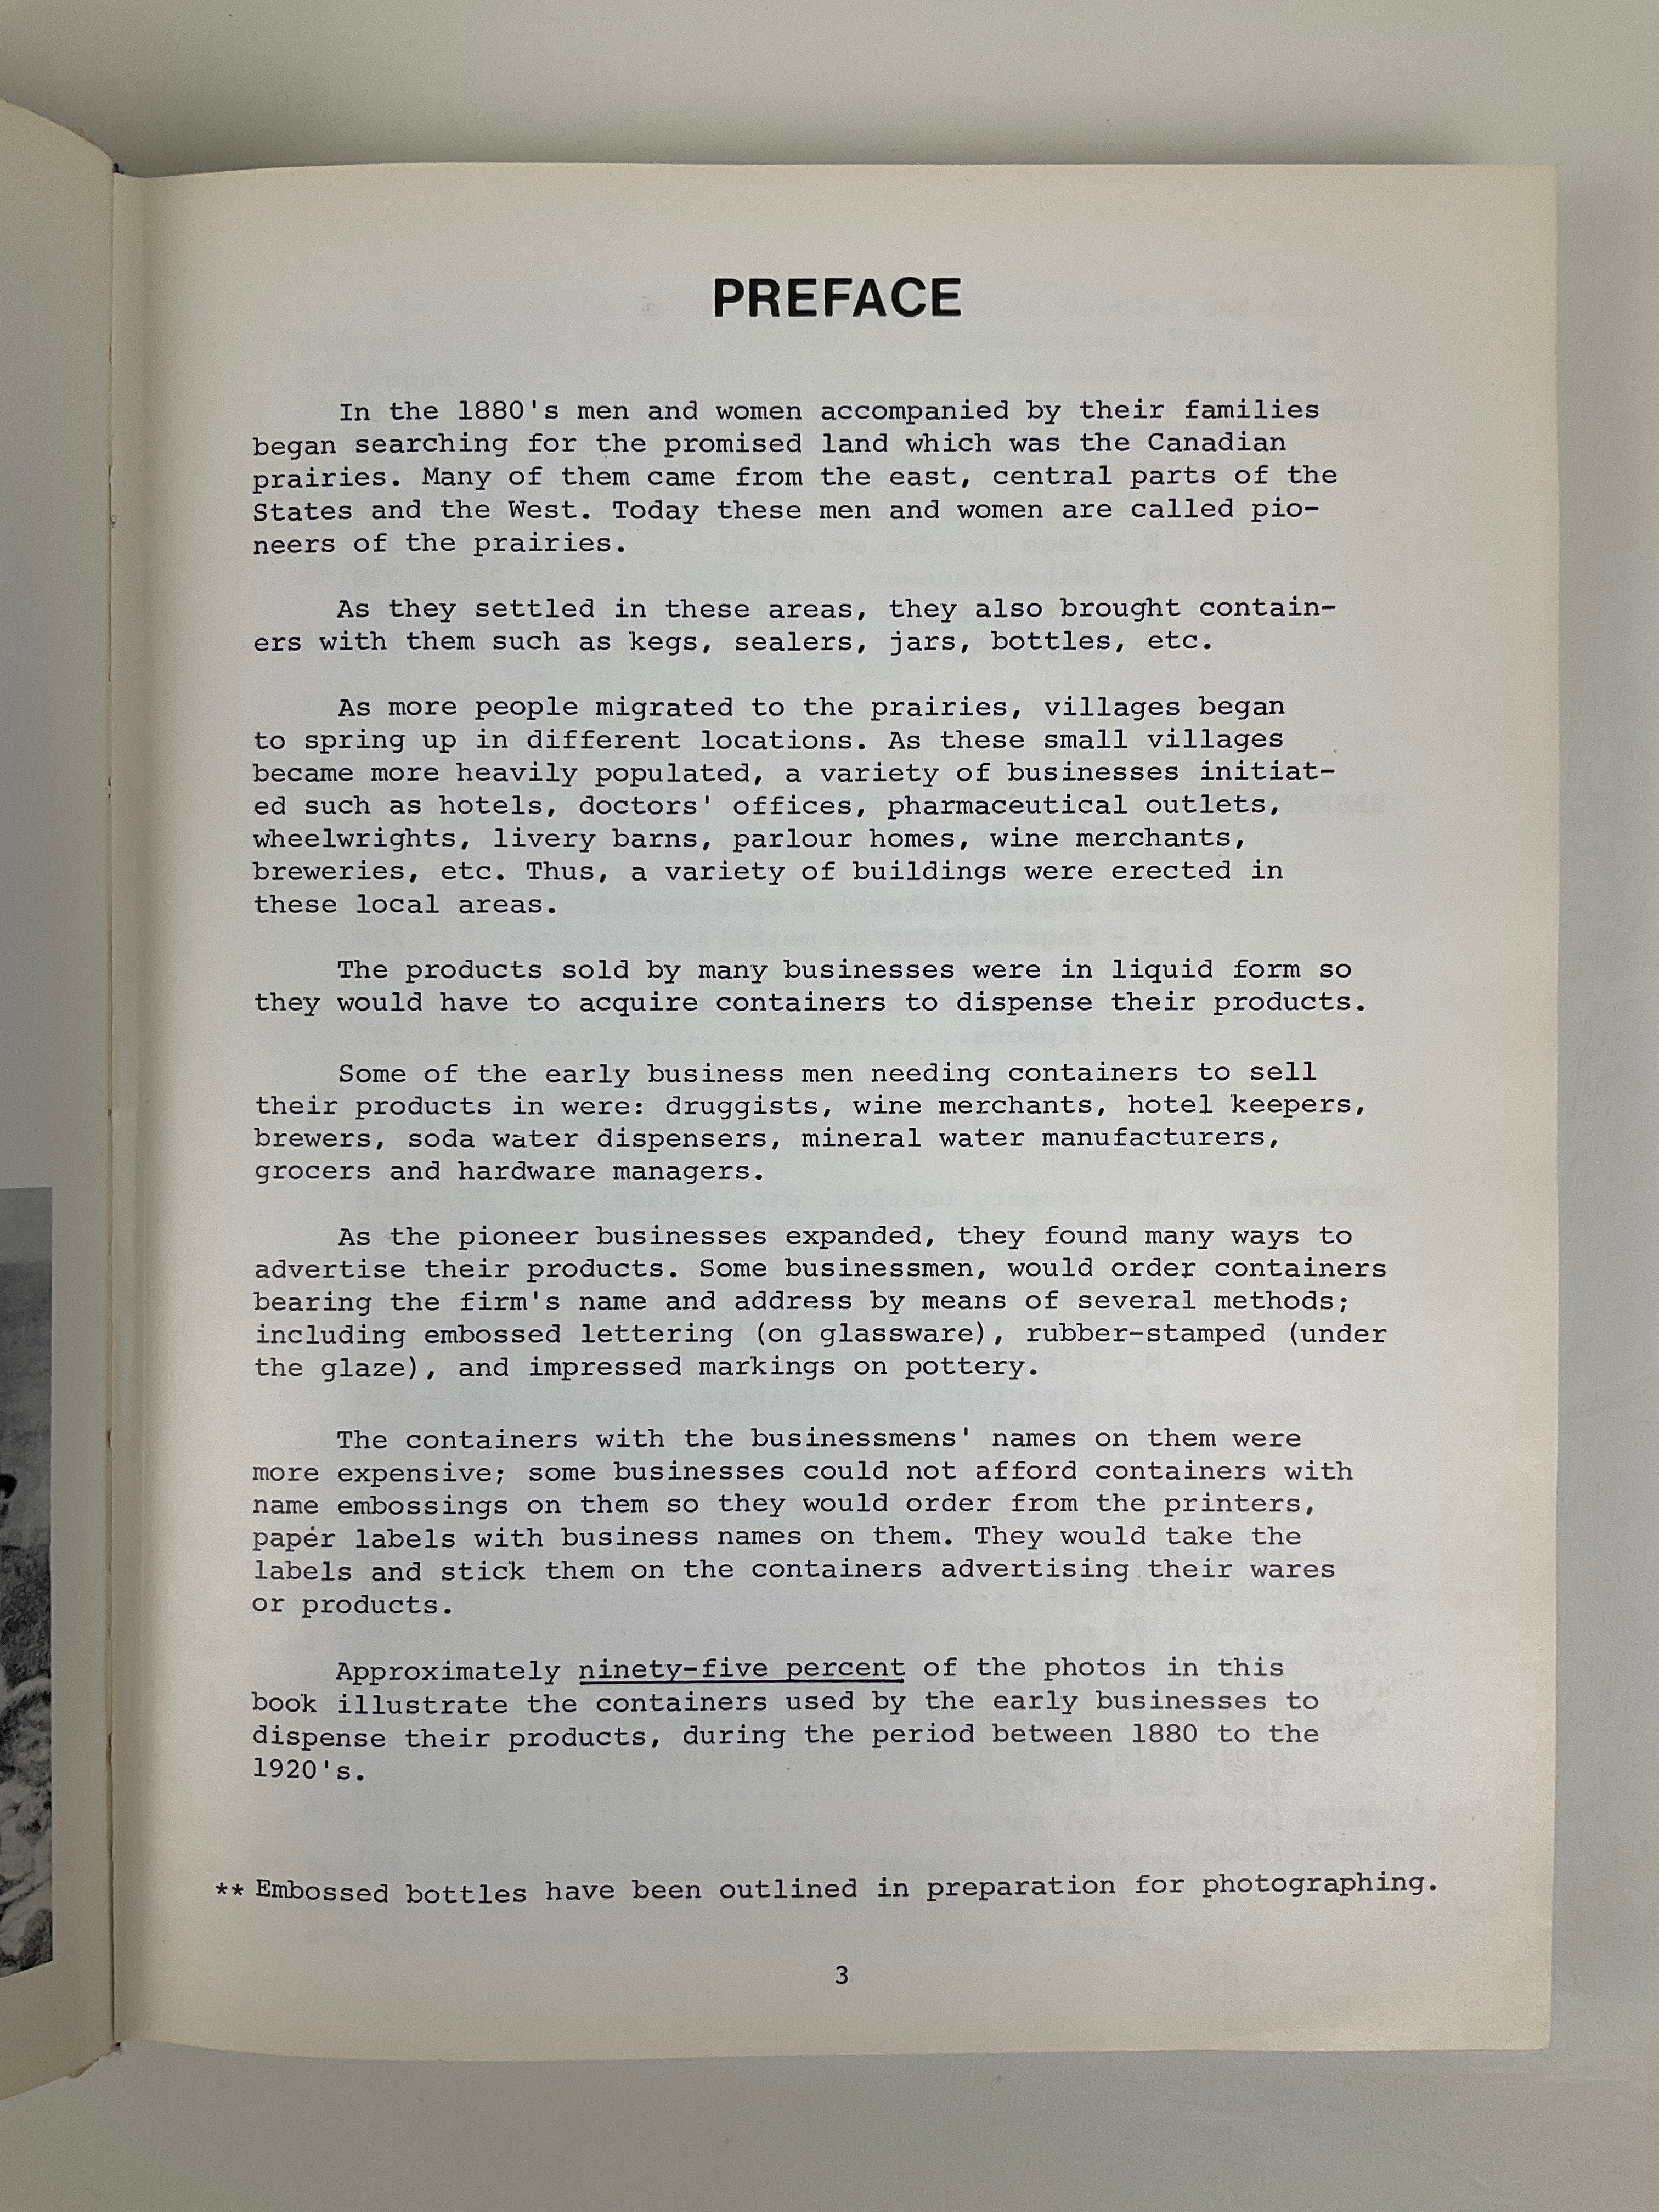 PREFACE
In the 1880's men and women accompanied by their families
began searching for the promised land which was the Canadian
prairies. Many of them came from the east, central parts of the
States and the West. Today these men and women are called pio-
neers of the prairies.
As they settled in these areas, they also brought contain-
ers with them such as kegs, sealers, jars, bottles, etc.
As more people migrated to the prairies, villages began
to spring up in different locations. As these small villages
became more heavily populated, a variety of businesses initiat-
ed such as hotels, doctors' offices, pharmaceutical outlets,
wheelwrights, livery barns, parlour homes, wine merchants,
breweries, etc. Thus, a variety of buildings were erected in
these local areas.
The products sold by many businesses were in liquid form so
they would have to acquire containers to dispense their products.
Some of the early business men needing containers to sell
their products in were: druggists, wine merchants, hotel keepers,
brewers, soda water dispensers, mineral water manufacturers,
grocers and hardware managers.
As the pioneer businesses expanded, they found many ways to
advertise their products. Some businessmen, would order containers
bearing the firm's name and address by means of several methods;
including embossed lettering (on glassware), rubber-stamped (under
the glaze), and impressed markings on pottery.
The containers with the businessmens' names on them were
more expensive; some businesses could not afford containers with
name embossings on them so they would order from the printers,
paper labels with business names on them. They would take the
labels and stick them on the containers advertising their wares
or products.
Approximately ninety-five percent of the photos in this
book illustrate the containers used by the early businesses to
dispense their products, during the period between 1880 to the
1920's.
** Embossed bottles have been outlined in preparation for photographing.
3